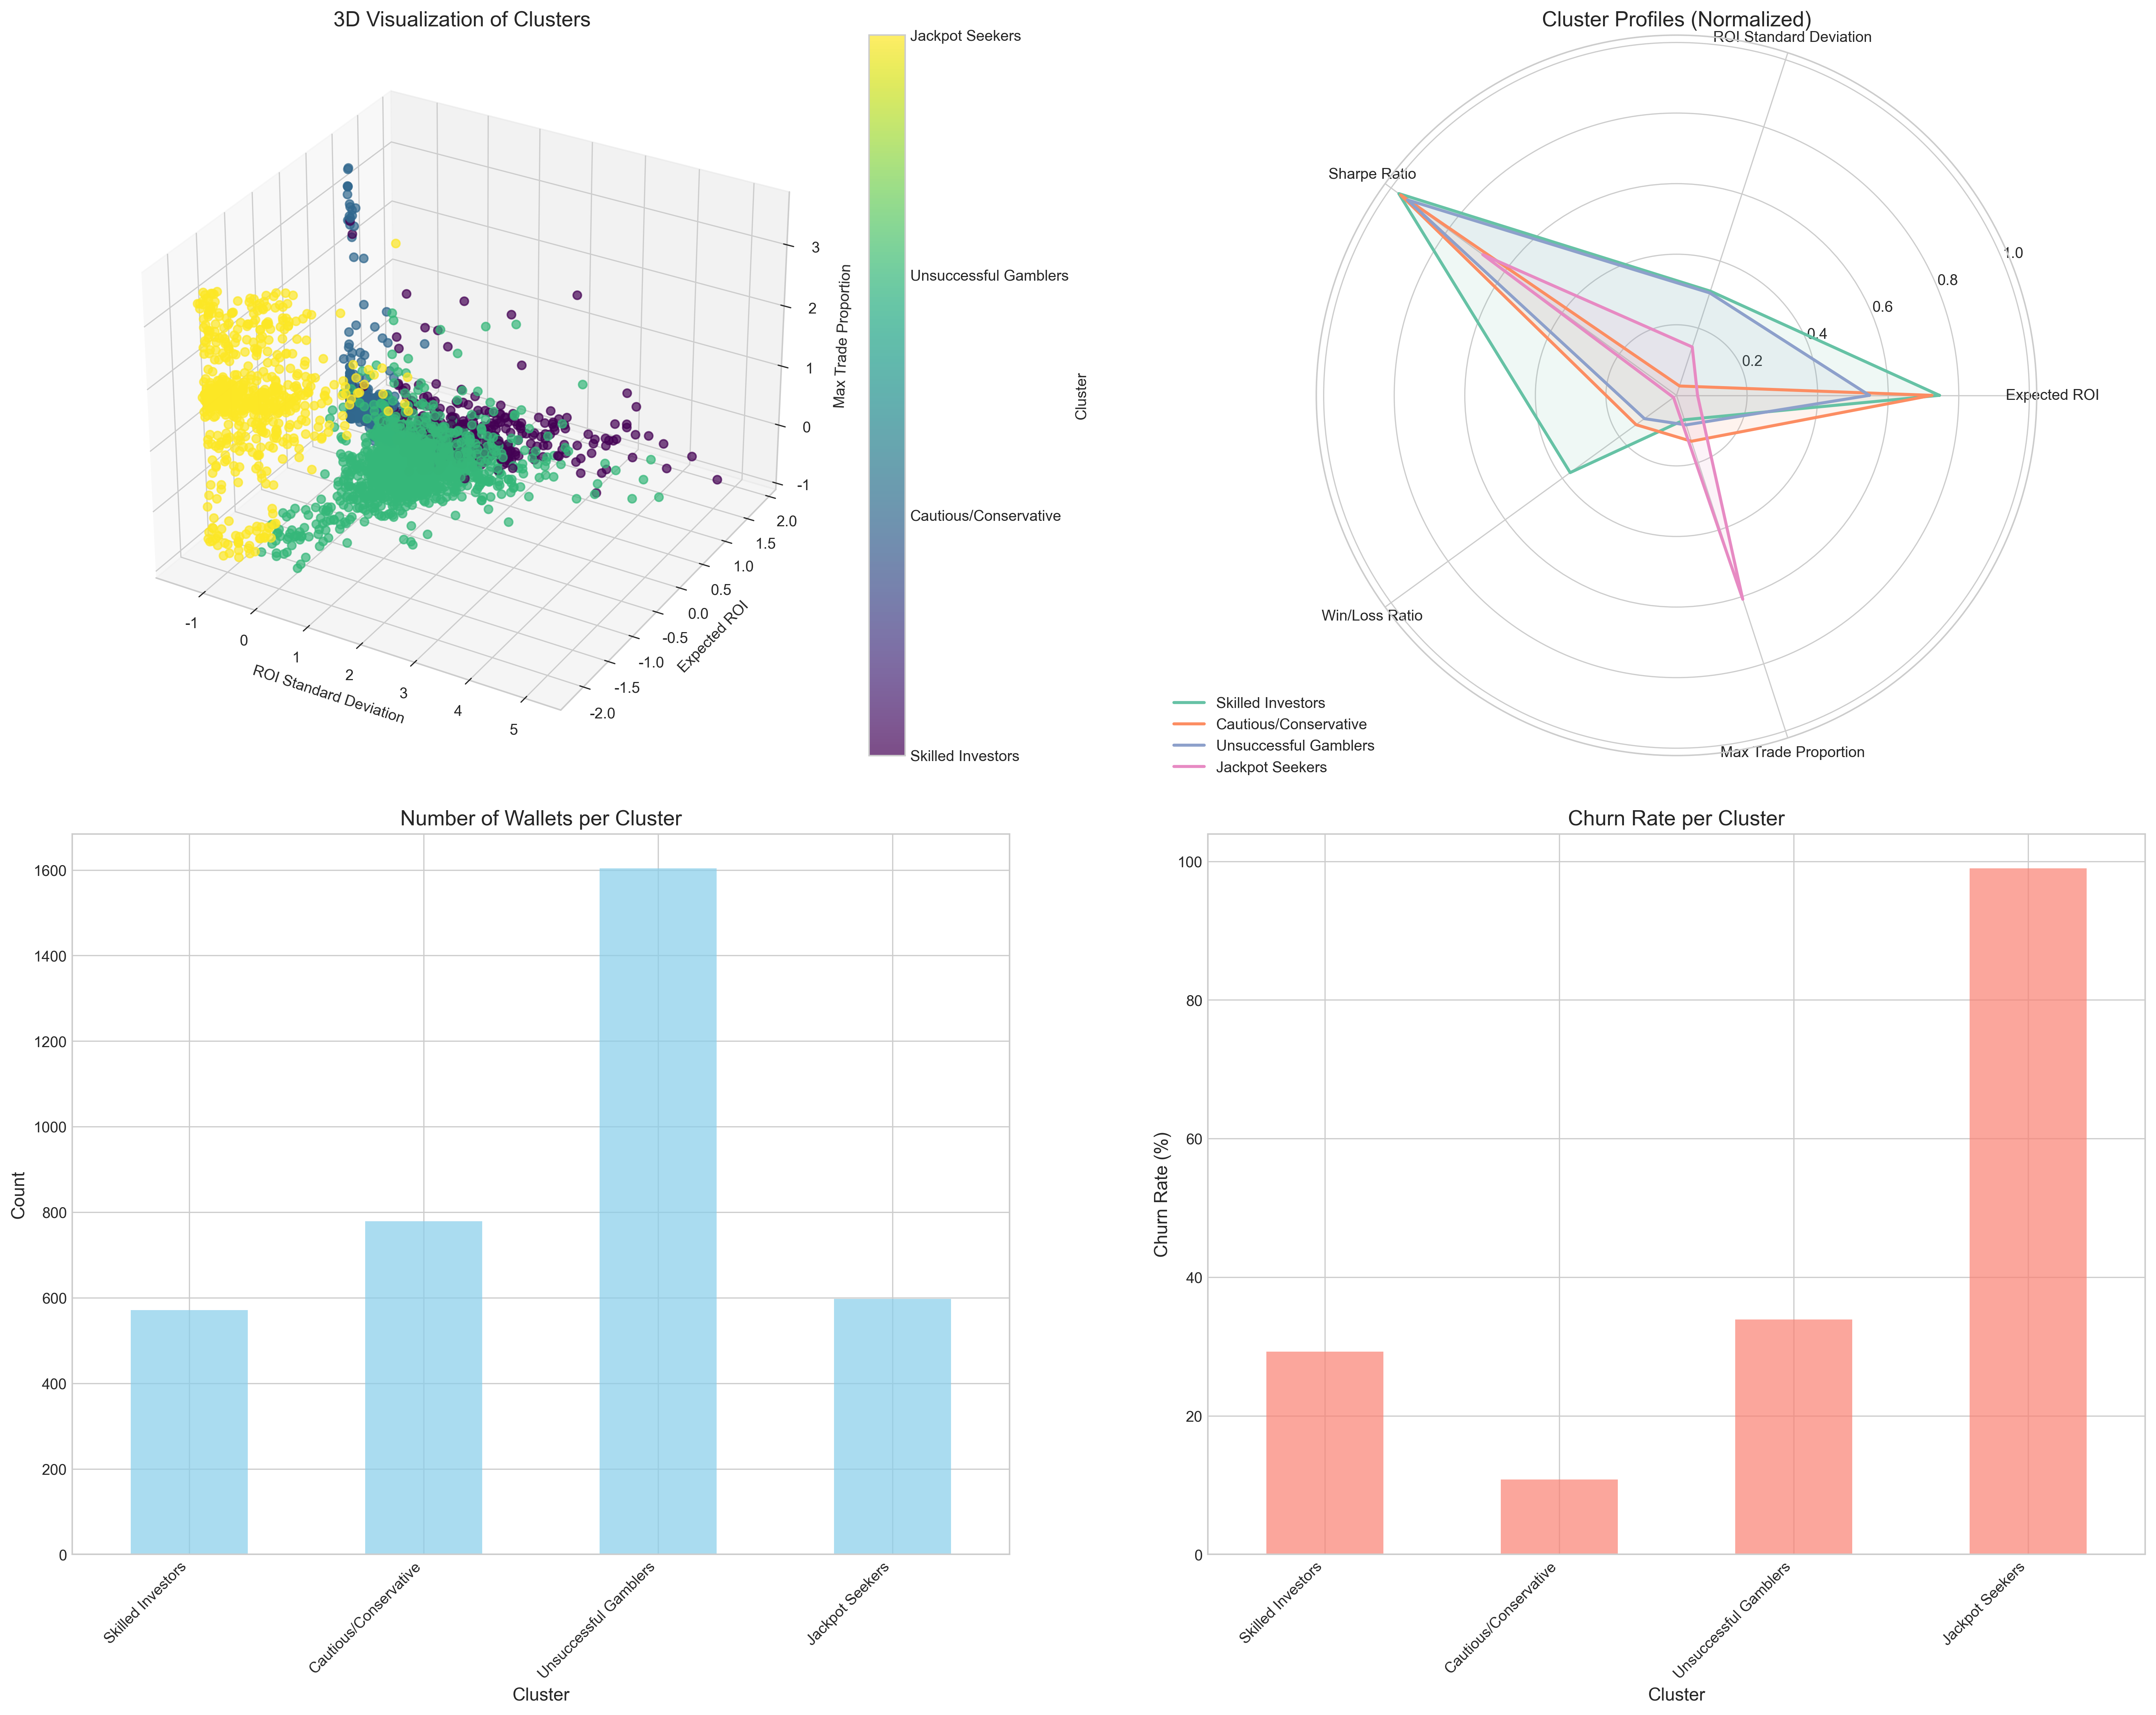 3D Visualization of Clusters
3
2
1
0
-1
Max Trade Proportion
2.0
1.5
1.0
0.5
0.0
-0.5
-1.0
-1.5
-2.0
Expected ROI
-1
0
1
2
3
4
5
ROI Standard Deviation
Jackpot Seekers
Unsuccessful Gamblers
Cautious/Conservative
Skilled Investors
Cluster
Cluster Profiles (Normalized)
ROI Standard Deviation
Sharpe Ratio
1.0
0.8
0.6
0.4
0.2
Expected ROI
Win/Loss Ratio
Max Trade Proportion
Skilled Investors
Cautious/Conservative
Unsuccessful Gamblers
Jackpot Seekers
Number of Wallets per Cluster
1600
1400
1200
1000
800
600
400
200
0
Count
Skilled Investors
Cautious/Conservative
Unsuccessful Gamblers
Jackpot Seekers
Cluster
Churn Rate per Cluster
100
80
60
40
20
0
Churn Rate (%)
Skilled Investors
Cautious/Conservative
Unsuccessful Gamblers
Jackpot Seekers
Cluster